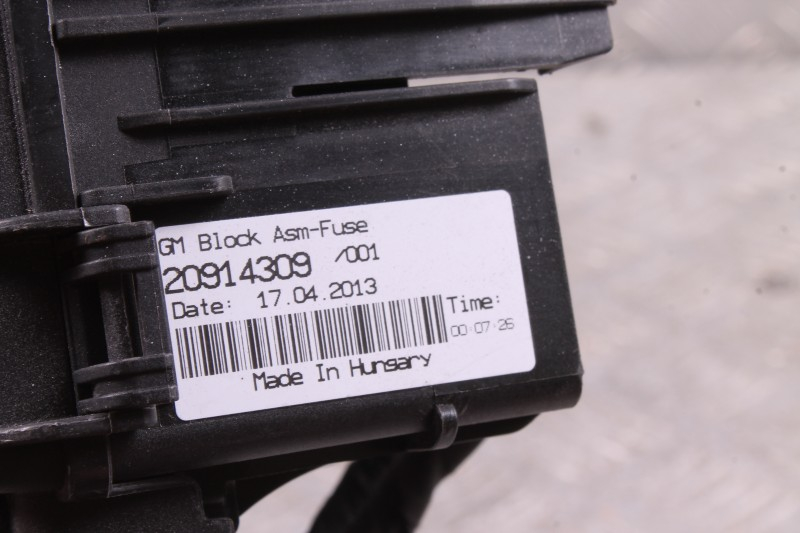 GM Block Asm-Fuse
20914309 /001
Date: 17.04.2013
Time:
00:07:26
Made In Hungary